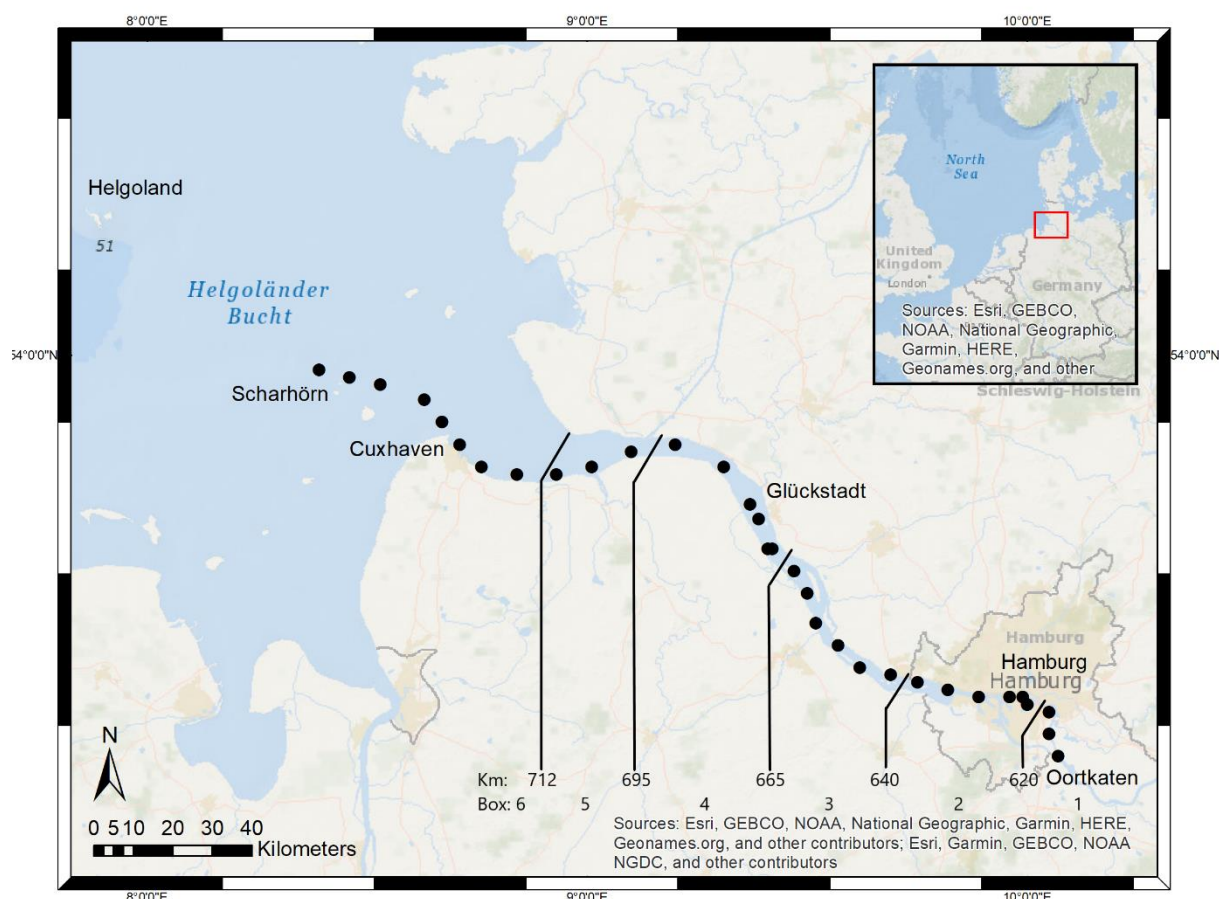 8°0'0"E
9°0'0"E
10°0'0"E
Helgoland
51
Helgoländer
Bucht
54°0'0"N
54°0'0"N
North
Sea
United
Kingdom
London
Germany
Sources: Esri, GEBCO,
NOAA, National Geographic,
Garmin, HERE,
Geonames.org, and other
Schleswig-Holstein
Scharhörn
Cuxhaven
Glückstadt
Hamburg
Hamburg
Hamburg
Oortkaten
N
Km: 712 695 665 640 620
Box: 6 5 4 3 2 1
0 5 10 20 30 40
Kilometers
Sources: Esri, GEBCO, NOAA, National Geographic, Garmin, HERE,
Geonames.org, and other contributors; Esri, Garmin, GEBCO, NOAA
NGDC, and other contributors
8°0'0"E
9°0'0"E
10°0'0"E